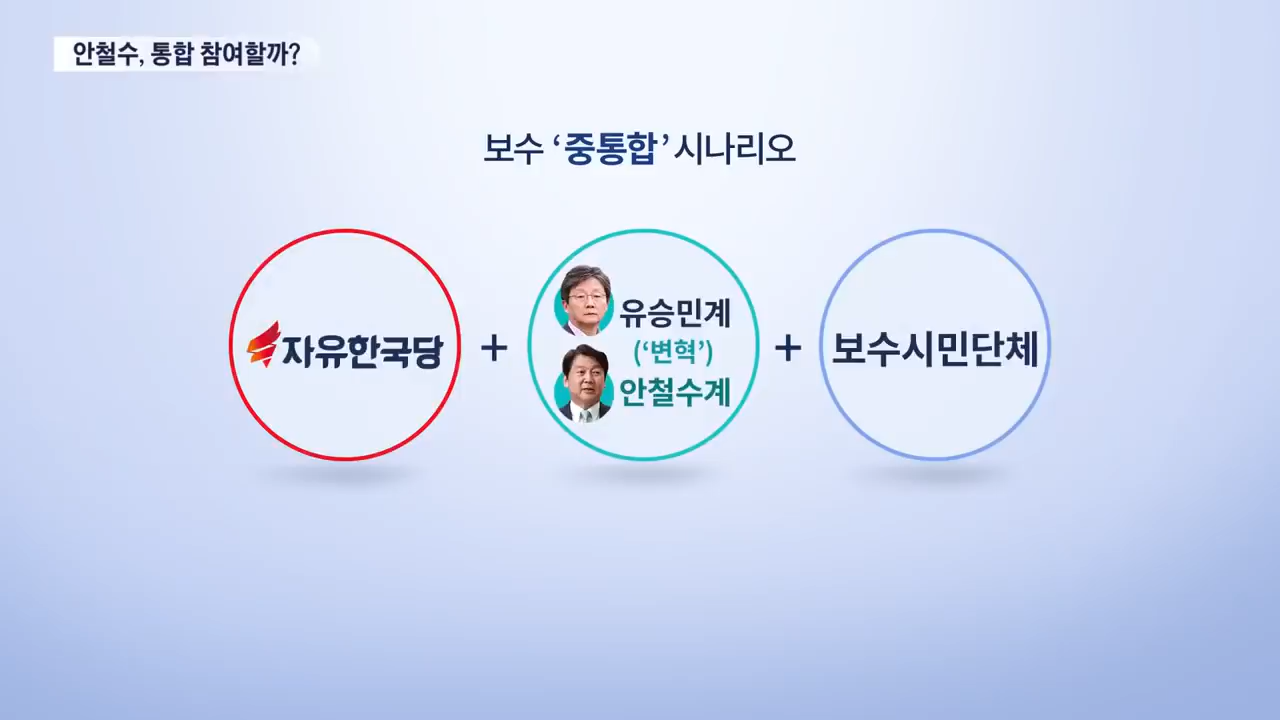 안철수, 통합 참여할까?
보수 ‘중통합’ 시나리오
자유한국당
+
유승민계
(‘변혁’)
안철수계
+
보수시민단체